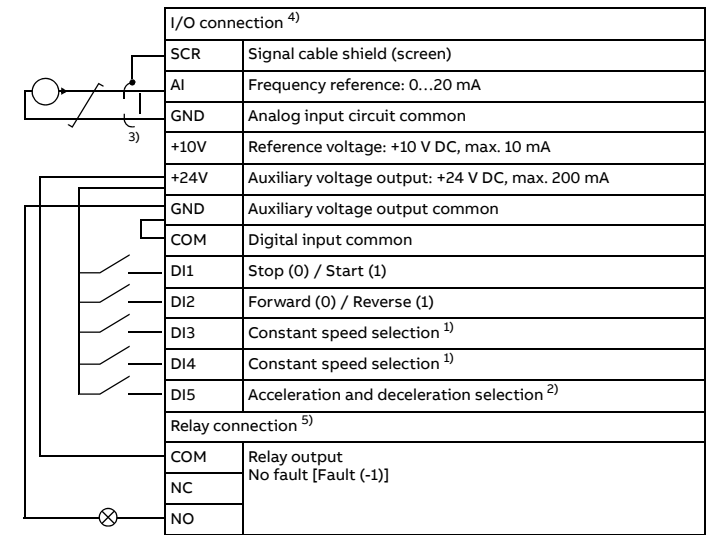 I/O connection 4)
SCR Signal cable shield (screen)
AI Frequency reference: 0…20 mA
GND Analog input circuit common
3)
+10V Reference voltage: +10 V DC, max. 10 mA
+24V Auxiliary voltage output: +24 V DC, max. 200 mA
GND Auxiliary voltage output common
COM Digital input common
DI1 Stop (0) / Start (1)
DI2 Forward (0) / Reverse (1)
DI3 Constant speed selection 1)
DI4 Constant speed selection 1)
DI5 Acceleration and deceleration selection 2)
Relay connection 5)
COM Relay output
No fault [Fault (-1)]
NC
NO